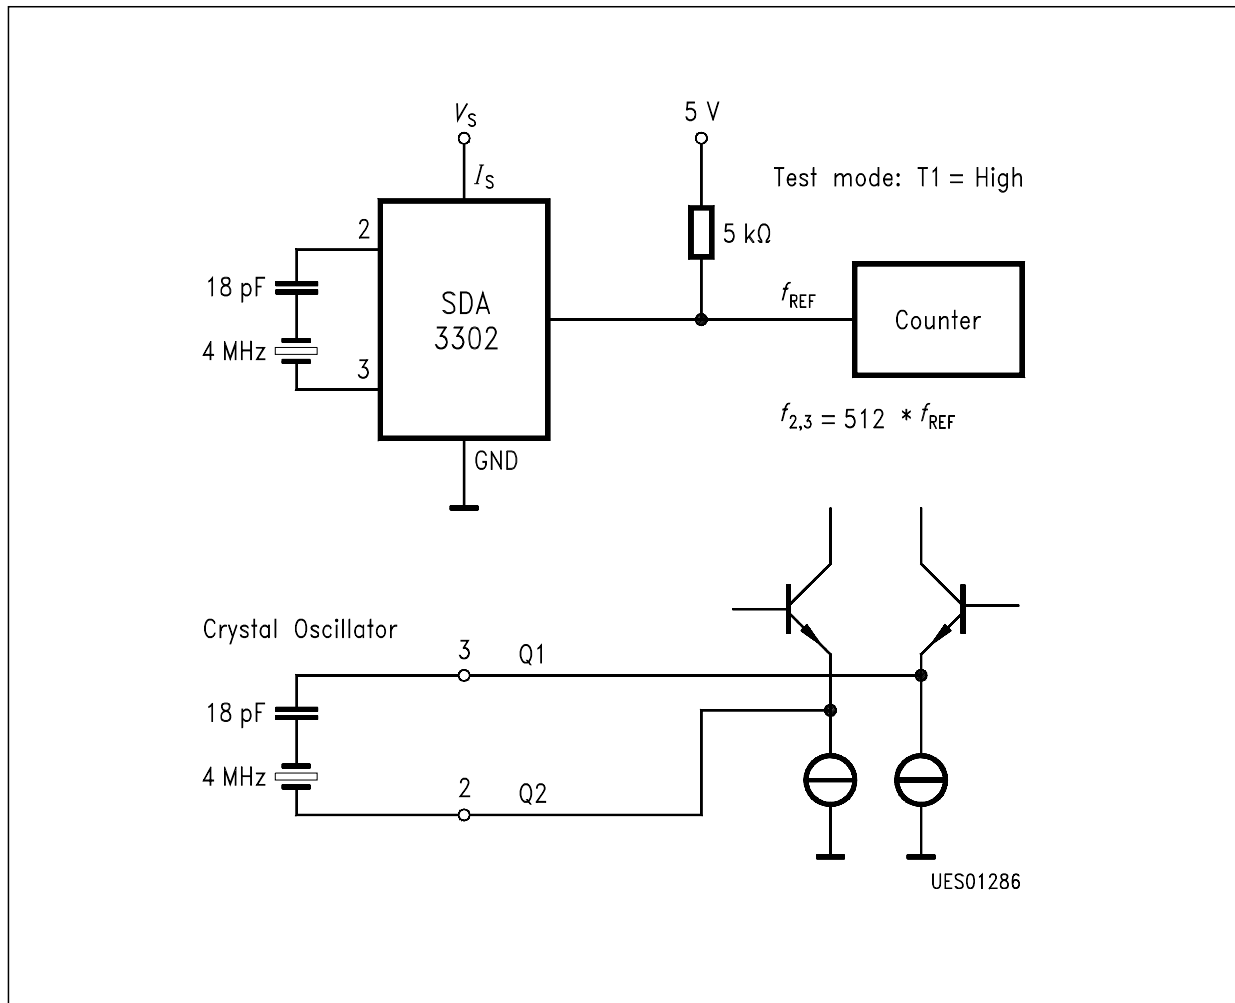 V_S
I_S
5 V
Test mode: T1 = High
2
18 pF
5 kΩ
SDA
3302
f_REF
Counter
4 MHz
3
f_2,3 = 512 * f_REF
GND
Crystal Oscillator
3
Q1
18 pF
4 MHz
2
Q2
UES01286